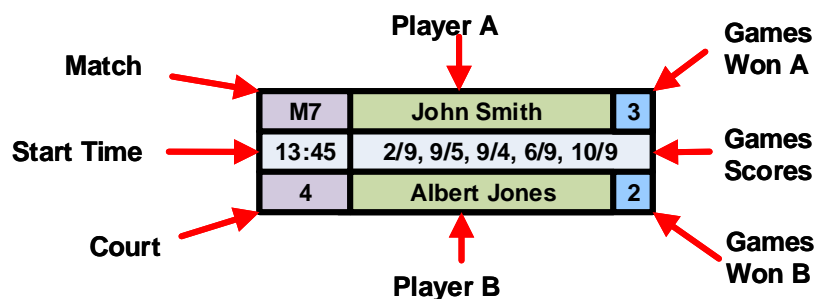 Player A
Games
Won A
Match
M7 John Smith 3
Start Time
13:45 2/9, 9/5, 9/4, 6/9, 10/9
Games
Scores
4 Albert Jones 2
Court
Player B
Games
Won B